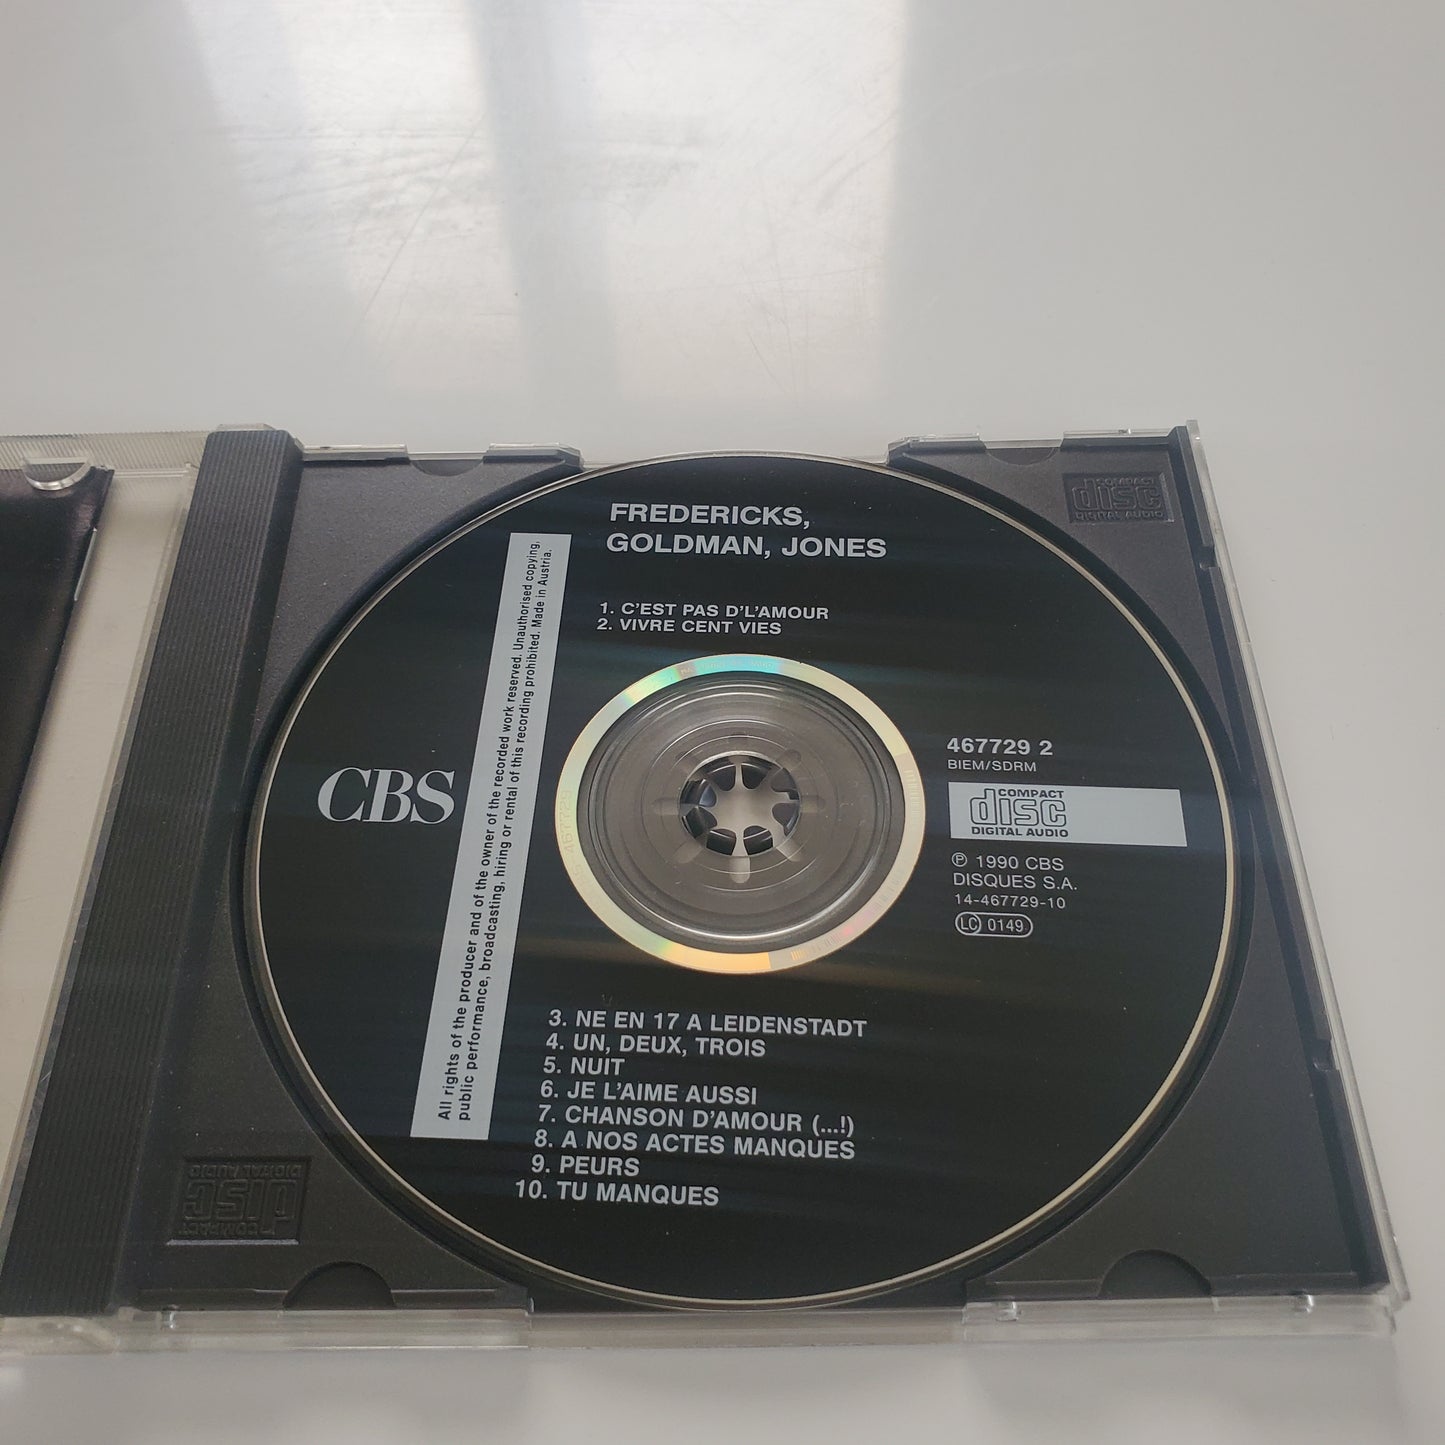 FREDERICKS,
GOLDMAN, JONES
1. C'EST PAS D'L'AMOUR
2. VIVRE CENT VIES
All rights of the producer and of the owner of the recorded work reserved. Unauthorised copying,
public performance, broadcasting, hiring or rental of this recording prohibited. Made in Austria.
CBS
467729 2
BIEM/SDRM
COMPACT
disc
DIGITAL AUDIO
℗ 1990 CBS
DISQUES S.A.
14-467729-10
LC 0149
3. NE EN 17 A LEIDENSTADT
4. UN, DEUX, TROIS
5. NUIT
6. JE L'AIME AUSSI
7. CHANSON D'AMOUR (...!)
8. A NOS ACTES MANQUES
9. PEURS
10. TU MANQUES
COMPACT
disc
DIGITAL AUDIO
COMPACT
disc
DIGITAL AUDIO